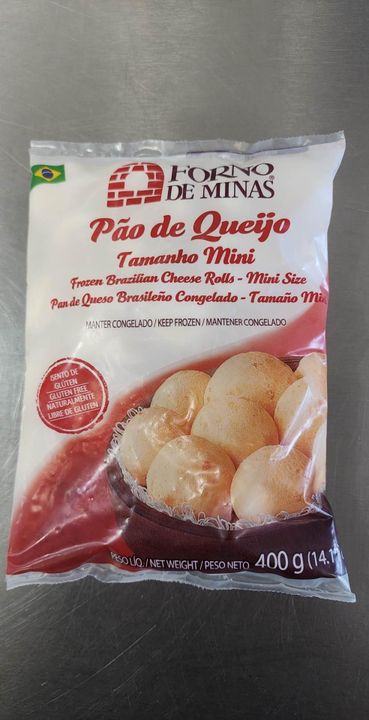 FORNO
DE MINAS®
Pão de Queijo
Tamanho Mini
Frozen Brazilian Cheese Rolls - Mini Size
Pan de Queso Brasileño Congelado - Tamaño
MANTER CONGELADO / KEEP FROZEN / MANTENER CONGELADO
ISENTO DE
GLÚTEN
GLUTEN FREE
NATURALMENTE
LIBRE DE GLUTEN
PESO LÍQ. / NET WEIGHT / PESO NETO 400 g